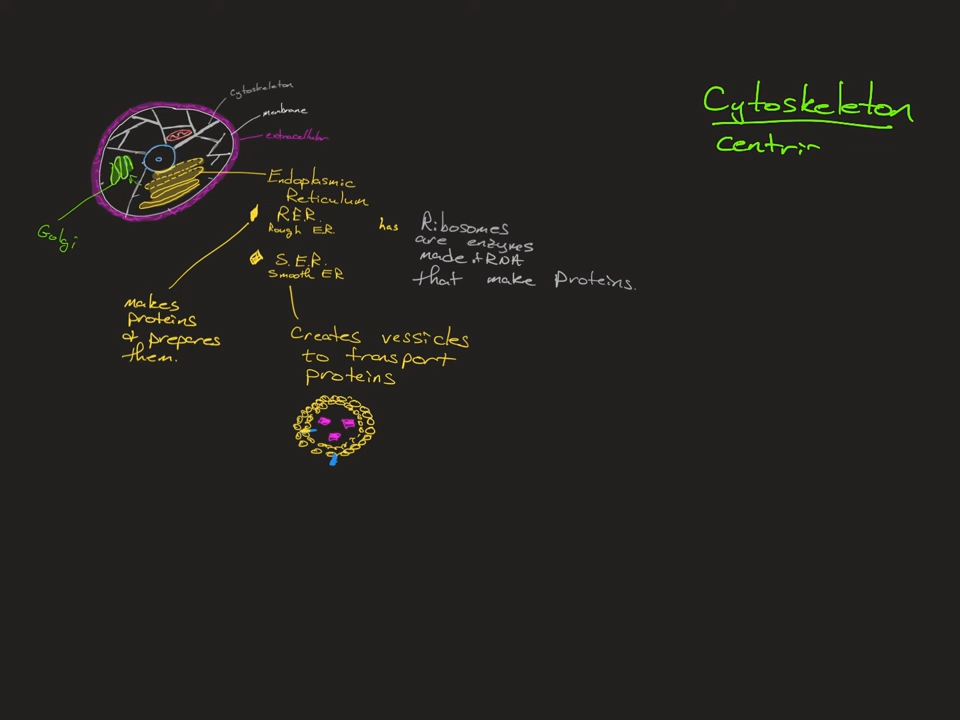 Cytoskeleton
membrane
extracellular
Golgi
Endoplasmic
Reticulum
R.E.R.
Rough ER.
has
Ribosomes
are enzymes
made of RNA
that make Proteins.
S.E.R.
Smooth ER
makes
proteins
& prepares
them.
Creates vessicles
to transport
proteins
Cytoskeleton
centrir